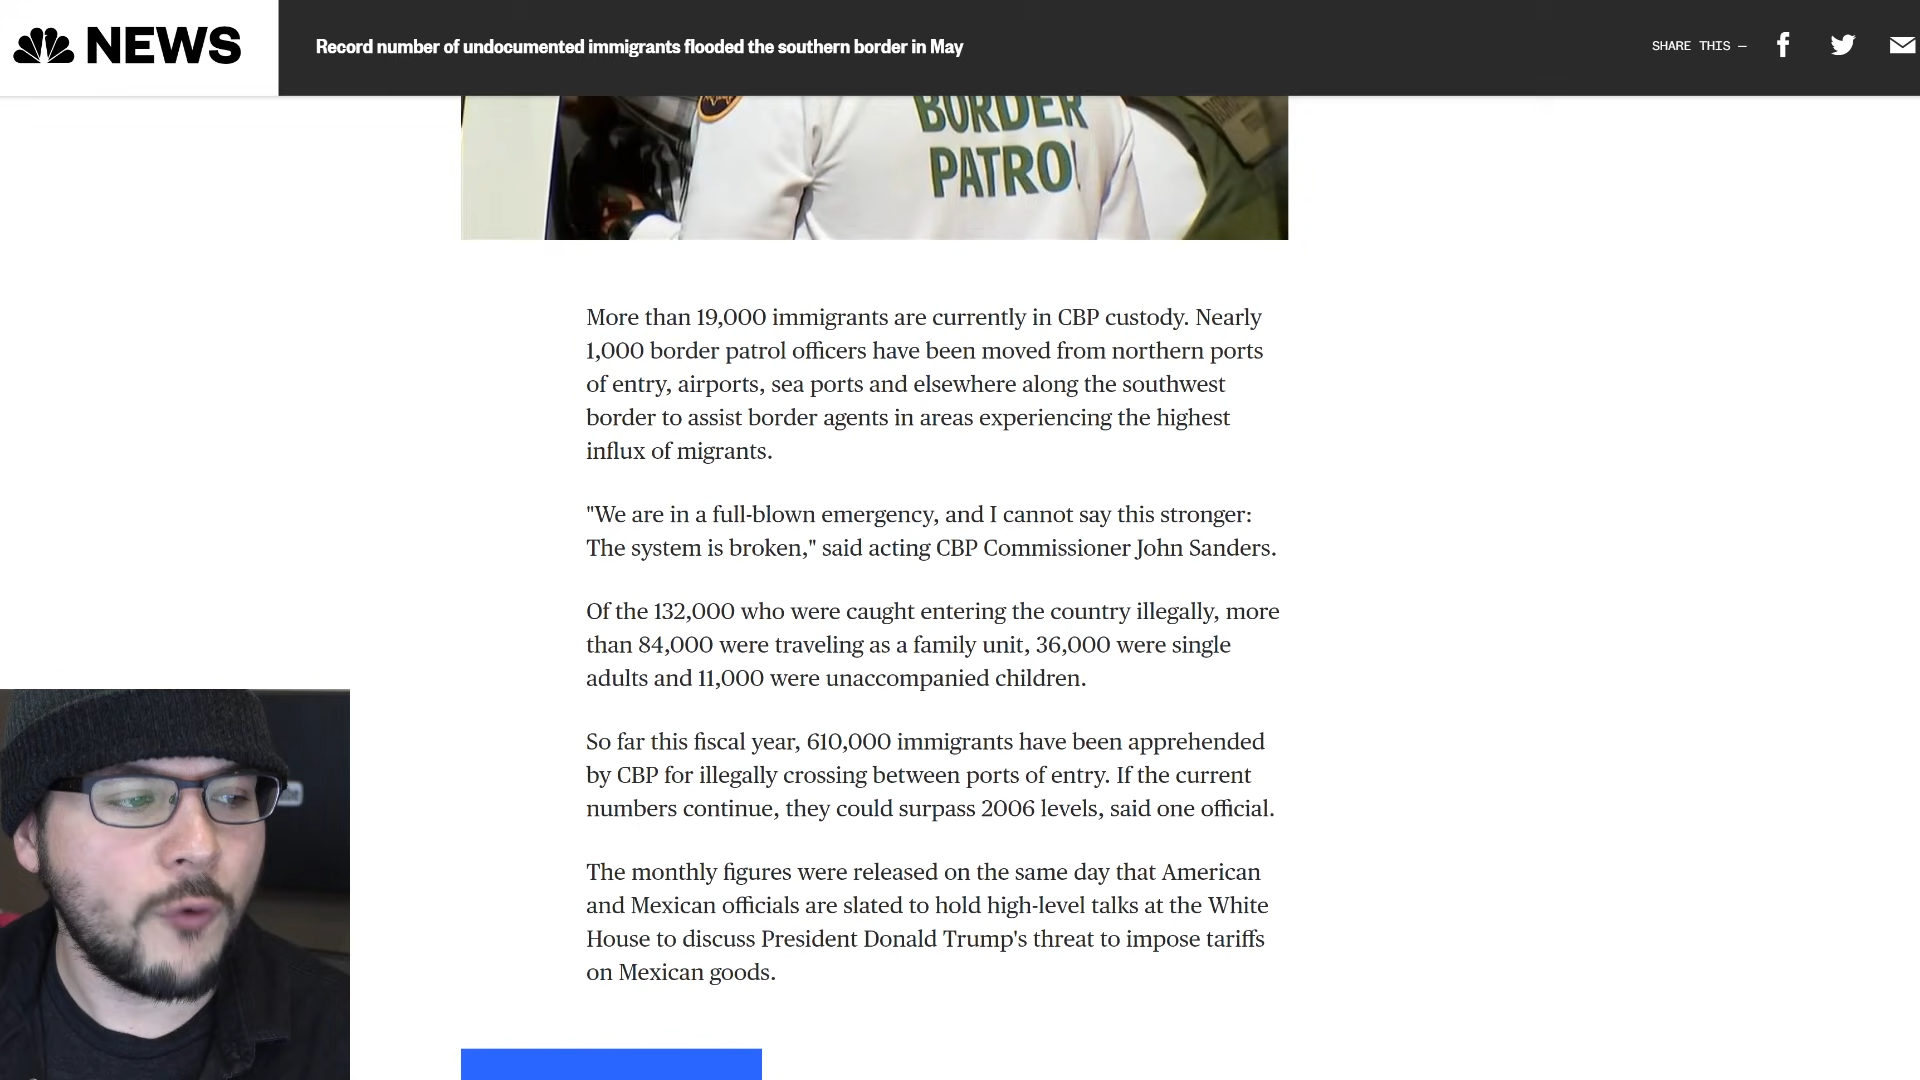 NEWS
Record number of undocumented immigrants flooded the southern border in May
SHARE THIS —
BORDER
PATROL
More than 19,000 immigrants are currently in CBP custody. Nearly
1,000 border patrol officers have been moved from northern ports
of entry, airports, sea ports and elsewhere along the southwest
border to assist border agents in areas experiencing the highest
influx of migrants.
"We are in a full-blown emergency, and I cannot say this stronger:
The system is broken," said acting CBP Commissioner John Sanders.
Of the 132,000 who were caught entering the country illegally, more
than 84,000 were traveling as a family unit, 36,000 were single
adults and 11,000 were unaccompanied children.
So far this fiscal year, 610,000 immigrants have been apprehended
by CBP for illegally crossing between ports of entry. If the current
numbers continue, they could surpass 2006 levels, said one official.
The monthly figures were released on the same day that American
and Mexican officials are slated to hold high-level talks at the White
House to discuss President Donald Trump's threat to impose tariffs
on Mexican goods.